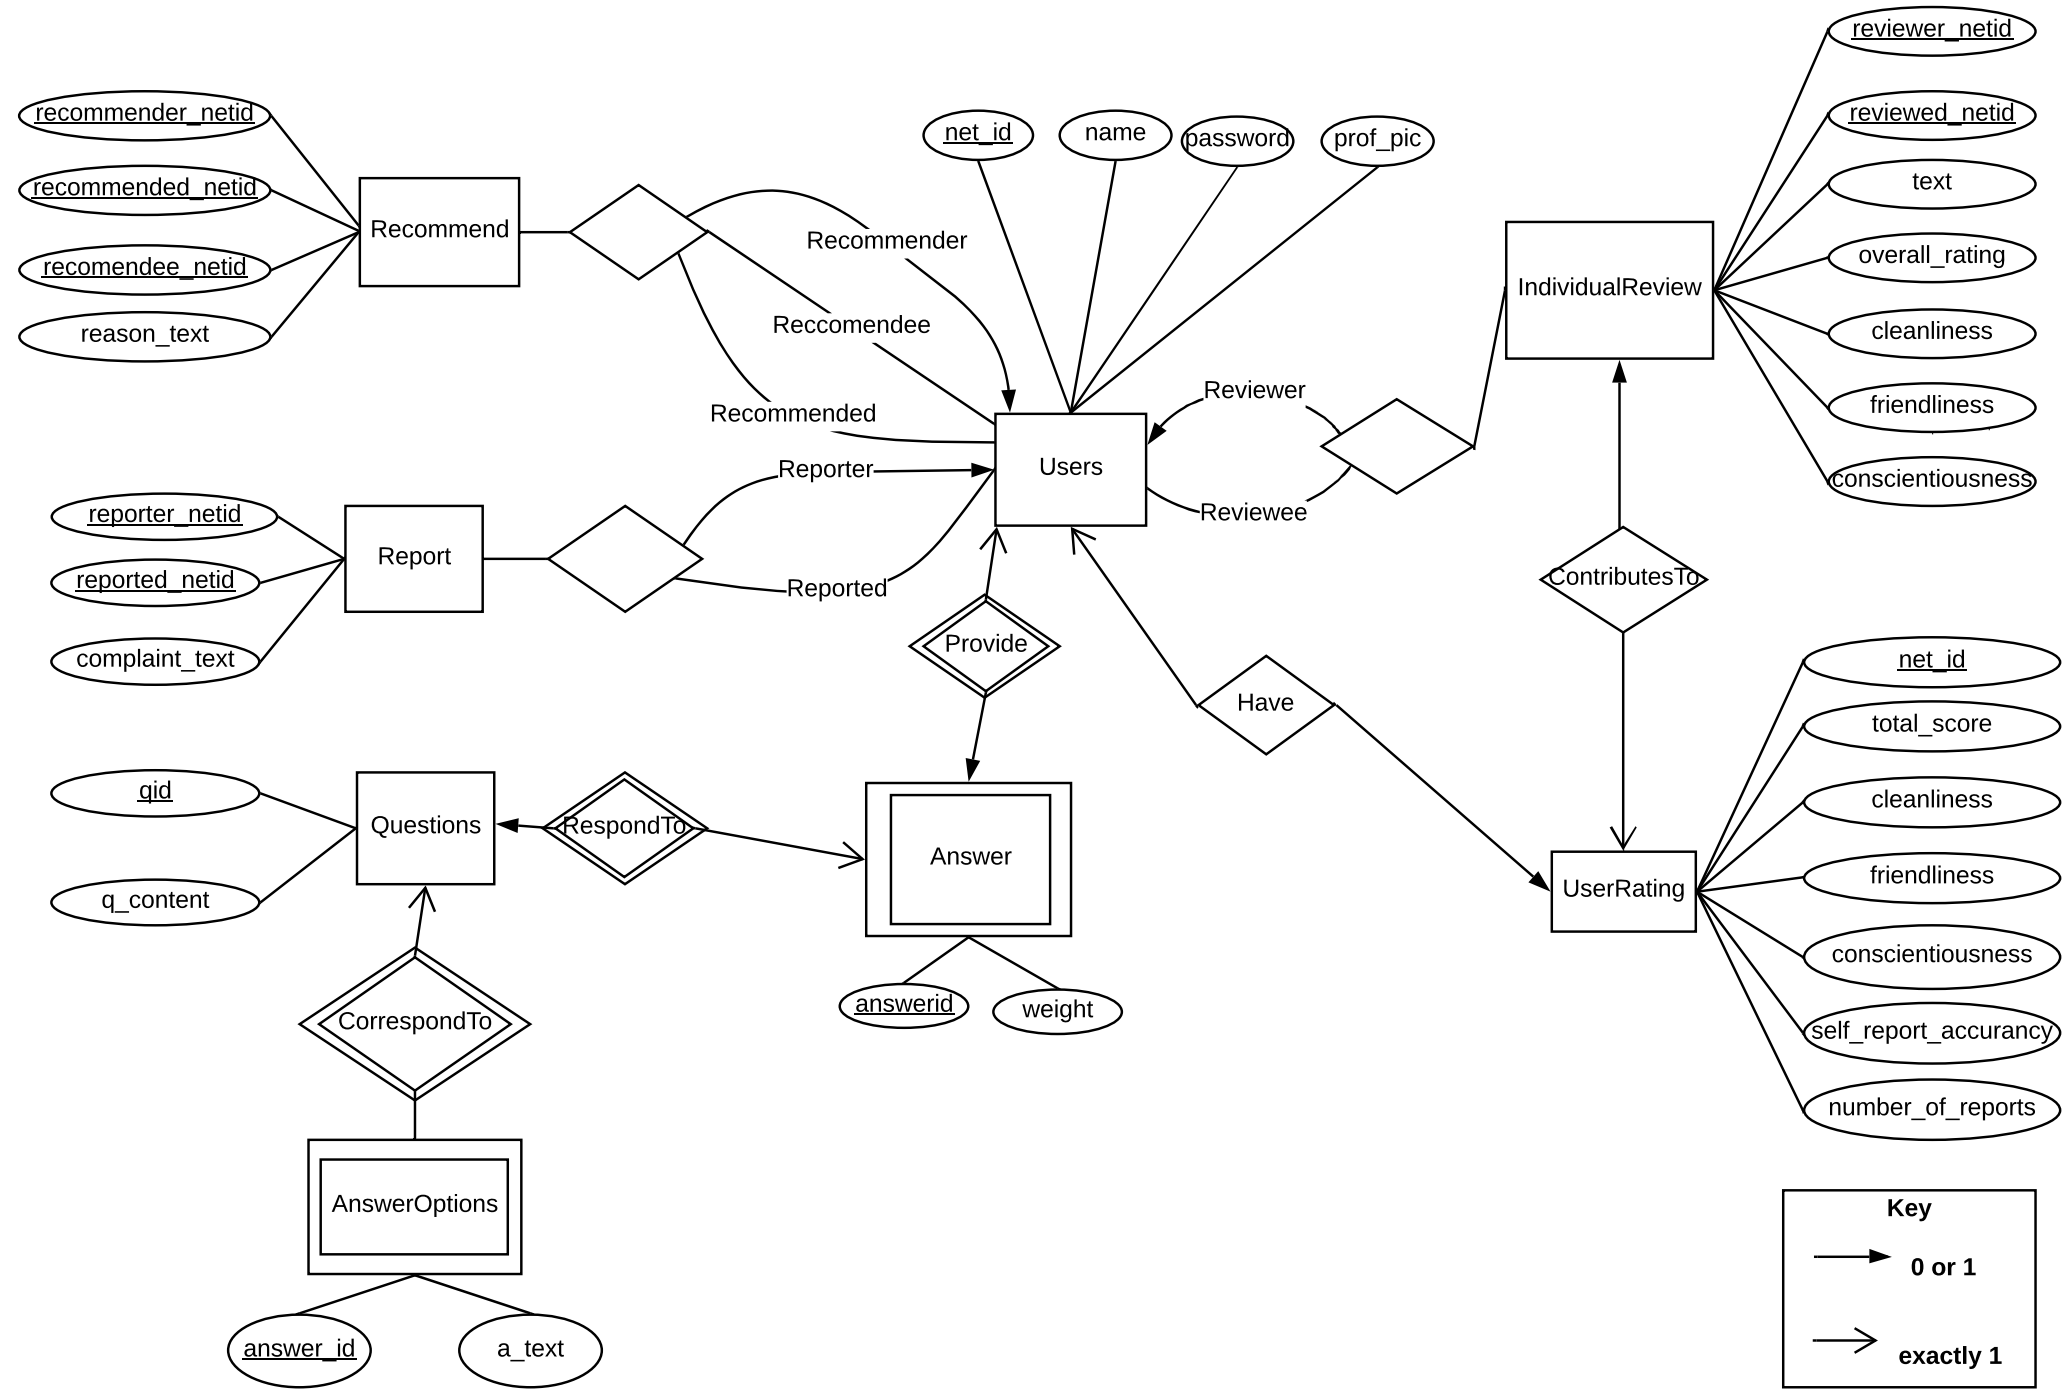 reviewer_netid
recommender_netid
reviewed_netid
net_id
name
password
prof_pic
recommended_netid
text
Recommend
Recommender
overall_rating
recomendee_netid
IndividualReview
reason_text
Reccomendee
cleanliness
Reviewer
friendliness
Recommended
Users
Reporter
conscientiousness
reporter_netid
Reviewee
Report
reported_netid
Reported
ContributesTo
complaint_text
Provide
net_id
Have
total_score
qid
cleanliness
Questions
RespondTo
Answer
friendliness
UserRating
q_content
conscientiousness
answerid
weight
CorrespondTo
self_report_accurancy
number_of_reports
AnswerOptions
Key
0 or 1
answer_id
a_text
exactly 1